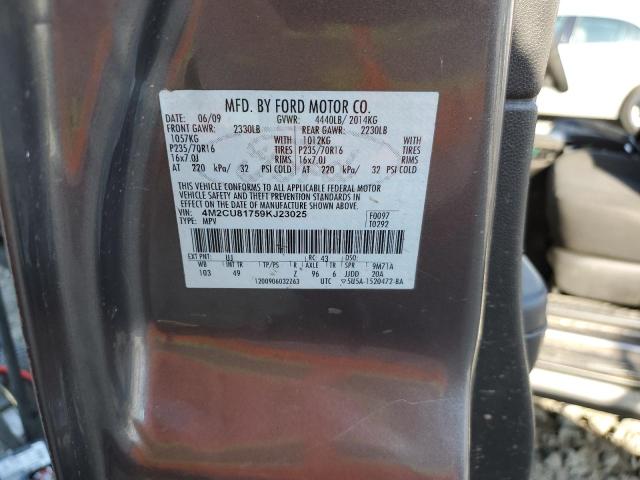 MFD. BY FORD MOTOR CO.
DATE: 06/09 GVWR: 4440LB/ 2014KG
FRONT GAWR: 2330LB REAR GAWR: 2230LB
1057KG WITH 1012KG WITH
P235/70R16 TIRES P235/70R16 TIRES
16x7.0J RIMS 16x7.0J RIMS
AT 220 kPa/ 32 PSI COLD AT 220 kPa/ 32 PSI COLD
THIS VEHICLE CONFORMS TO ALL APPLICABLE FEDERAL MOTOR
VEHICLE SAFETY AND THEFT PREVENTION STANDARDS IN
EFFECT ON THE DATE OF MANUFACTURE SHOWN ABOVE.
VIN: 4M2CU81759KJ23025 F0097
TYPE: MPV T0292
EXT PNT: UJ RC: 43 DSO:
WB INT TR TP/PS R AXLE TR SPR 9M71A
103 49 Z 96 6 JJDD 20A
1200906032263 UTC 5U5A-1520472-BA